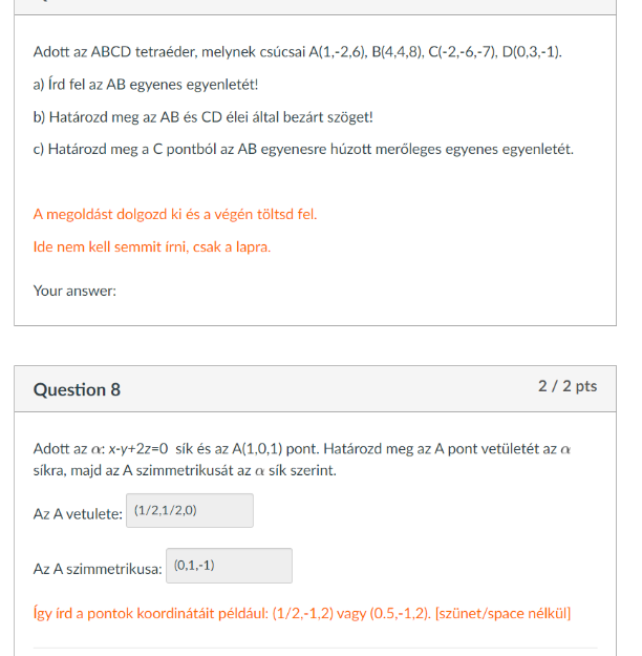 Adott az ABCD tetraéder, melynek csúcsai A(1,-2,6), B(4,4,8), C(-2,-6,-7), D(0,3,-1).
a) Írd fel az AB egyenes egyenletét!
b) Határozd meg az AB és CD élei által bezárt szöget!
c) Határozd meg a C pontból az AB egyenesre húzott merőleges egyenes egyenletét.
A megoldást dolgozd ki és a végén töltsd fel.
Ide nem kell semmit írni, csak a lapra.
Your answer:
Question 8 2 / 2 pts
Adott az α: x-y+2z=0 sík és az A(1,0,1) pont. Határozd meg az A pont vetületét az α
síkra, majd az A szimmetrikusát az α sík szerint.
Az A vetulete: (1/2,1/2,0)
Az A szimmetrikusa: (0,1,-1)
Így írd a pontok koordinátáit például: (1/2,-1,2) vagy (0.5,-1,2). [szünet/space nélkül]